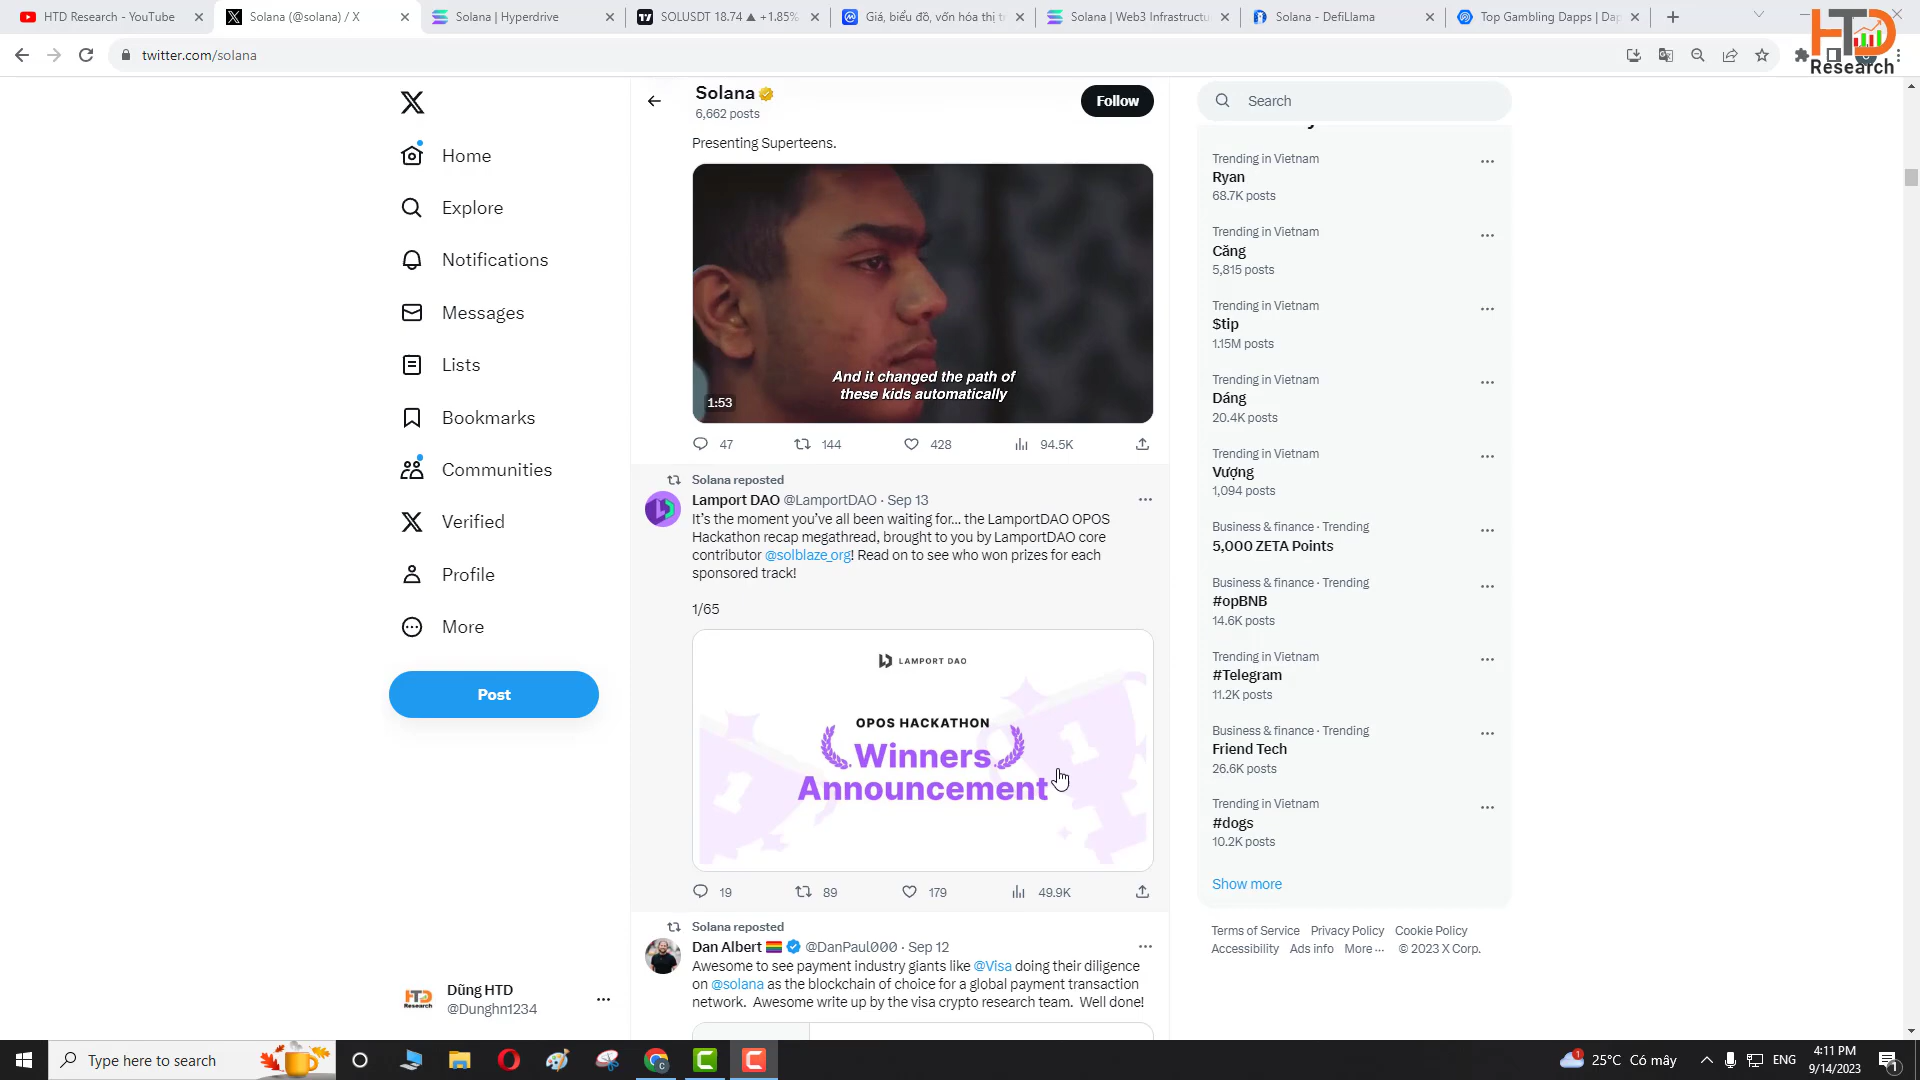 HTD Research - YouTube
Solana (@solana) / X
Solana | Hyperdrive
SOLUSDT 18.74 ▲ +1.85%
Giá, biểu đồ, vốn hóa thị tr
Solana | Web3 Infrastructu
Solana - DefiLlama
Top Gambling Dapps | Dap
HTD
Research
twitter.com/solana
Home
Explore
Notifications
Messages
Lists
Bookmarks
Communities
Verified
Profile
More
Post
Dũng HTD
@Dunghn1234
Solana
6,662 posts
Follow
Presenting Superteens.
And it changed the path of
these kids automatically
1:53
47 144 428 94.5K
Solana reposted
Lamport DAO @LamportDAO · Sep 13
It’s the moment you’ve all been waiting for... the LamportDAO OPOS
Hackathon recap megathread, brought to you by LamportDAO core
contributor @solblaze_org! Read on to see who won prizes for each
sponsored track!
1/65
LAMPORT DAO
OPOS HACKATHON
Winners
Announcement
19 89 179 49.9K
Solana reposted
Dan Albert @DanPaul000 · Sep 12
Awesome to see payment industry giants like @Visa doing their diligence
on @solana as the blockchain of choice for a global payment transaction
network. Awesome write up by the visa crypto research team. Well done!
Search
Trending in Vietnam
Ryan
68.7K posts
Trending in Vietnam
Căng
5,815 posts
Trending in Vietnam
$tip
1.15M posts
Trending in Vietnam
Dáng
20.4K posts
Trending in Vietnam
Vượng
1,094 posts
Business & finance · Trending
5,000 ZETA Points
Business & finance · Trending
#opBNB
14.6K posts
Trending in Vietnam
#Telegram
11.2K posts
Business & finance · Trending
Friend Tech
26.6K posts
Trending in Vietnam
#dogs
10.2K posts
Show more
Terms of Service Privacy Policy Cookie Policy
Accessibility Ads info More ··· © 2023 X Corp.
Type here to search
1
25°C Có mây
ENG
4:11 PM
9/14/2023
1